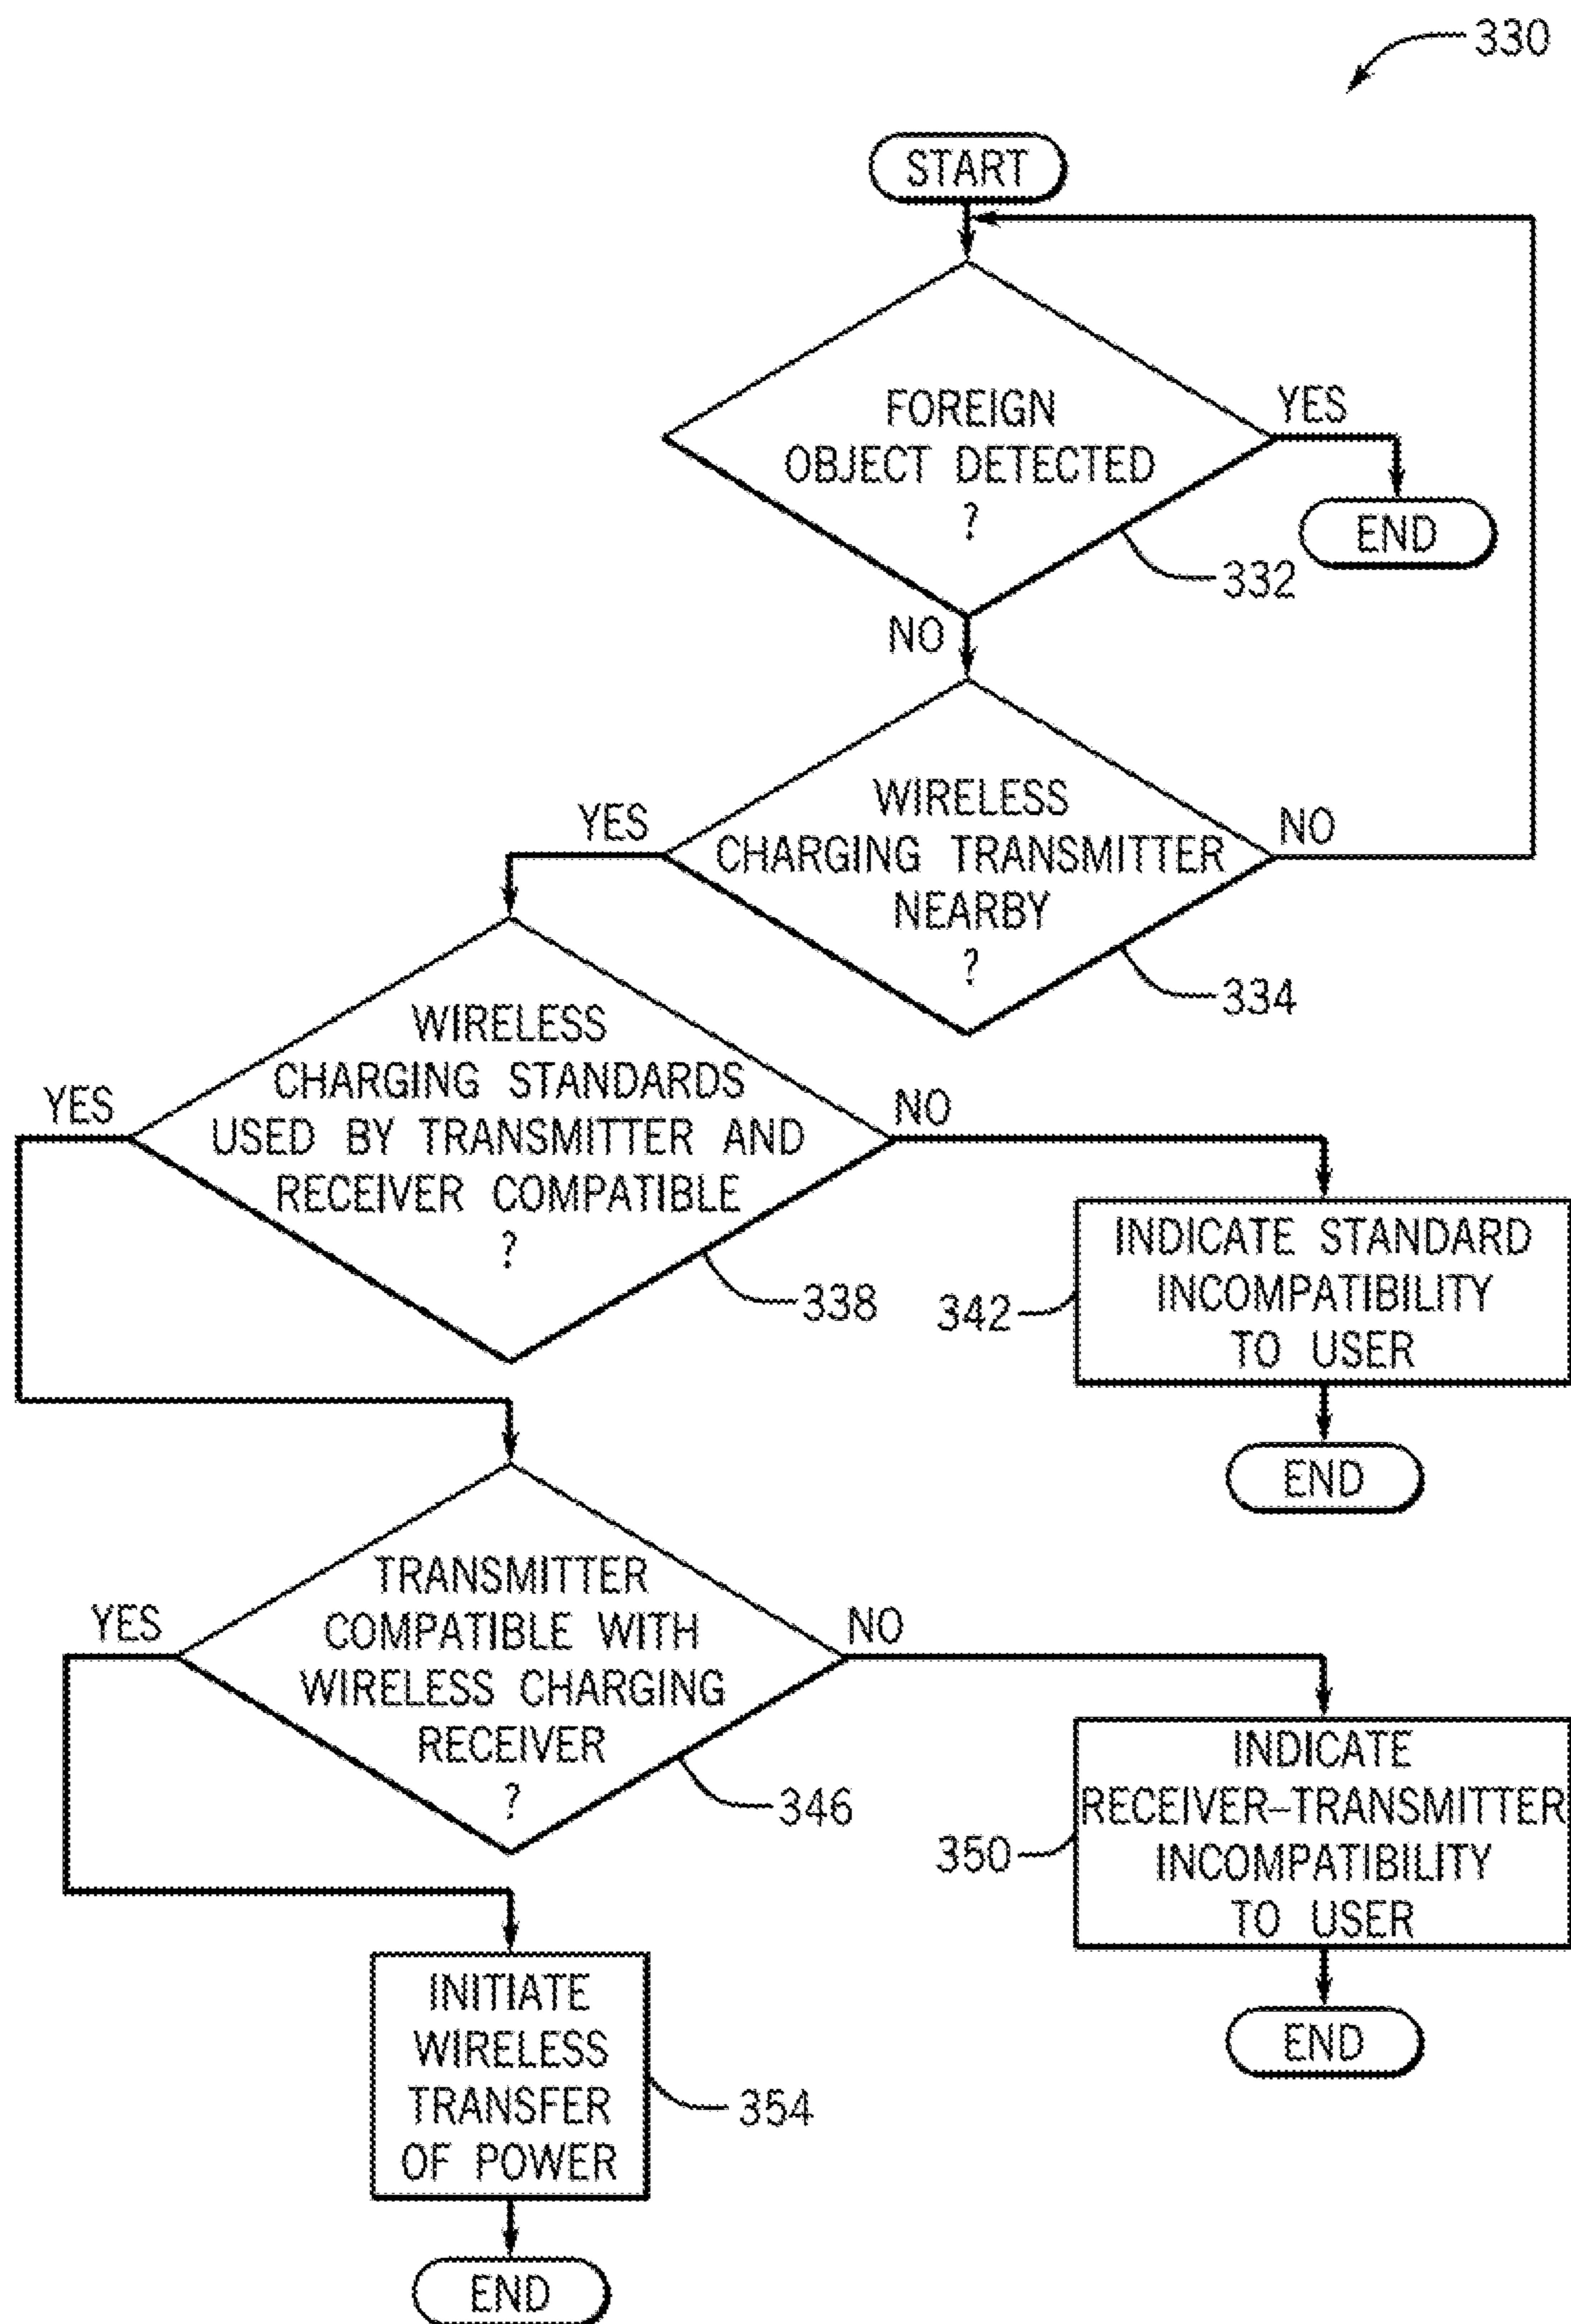 330
START
FOREIGN
OBJECT DETECTED
?
YES
END
332
NO
WIRELESS
CHARGING TRANSMITTER
NEARBY
?
YES
NO
334
WIRELESS
CHARGING STANDARDS
USED BY TRANSMITTER AND
RECEIVER COMPATIBLE
?
YES
NO
338
342
INDICATE STANDARD
INCOMPATIBILITY
TO USER
END
TRANSMITTER
COMPATIBLE WITH
WIRELESS CHARGING
RECEIVER
?
YES
NO
346
350
INDICATE
RECEIVER–TRANSMITTER
INCOMPATIBILITY
TO USER
END
INITIATE
WIRELESS
TRANSFER
OF POWER
354
END